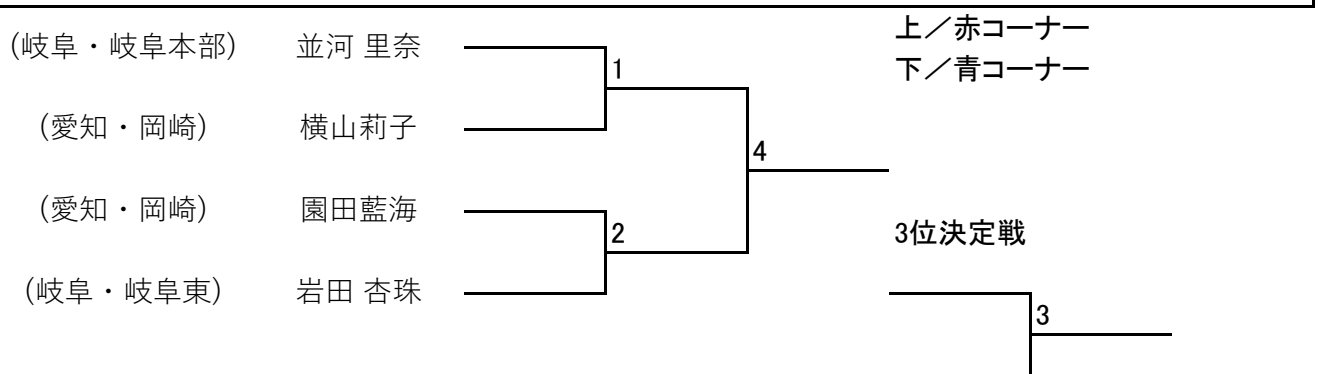 上／赤コーナー
(岐阜・岐阜本部) 並河 里奈
下／青コーナー
1
(愛知・岡崎) 横山莉子
4
(愛知・岡崎) 園田藍海
2
3位決定戦
(岐阜・岐阜東) 岩田 杏珠
3